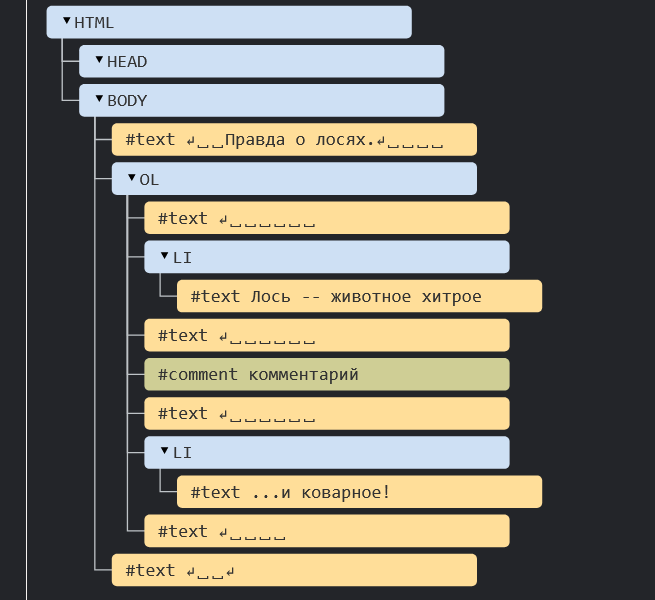 ▼HTML
▼HEAD
▼BODY
#text ↵␣␣Правда о лосях.↵␣␣␣␣
▼OL
#text ↵␣␣␣␣␣␣
▼LI
#text Лось -- животное хитрое
#text ↵␣␣␣␣␣␣
#comment комментарий
#text ↵␣␣␣␣␣␣
▼LI
#text ...и коварное!
#text ↵␣␣␣␣
#text ↵␣␣↵